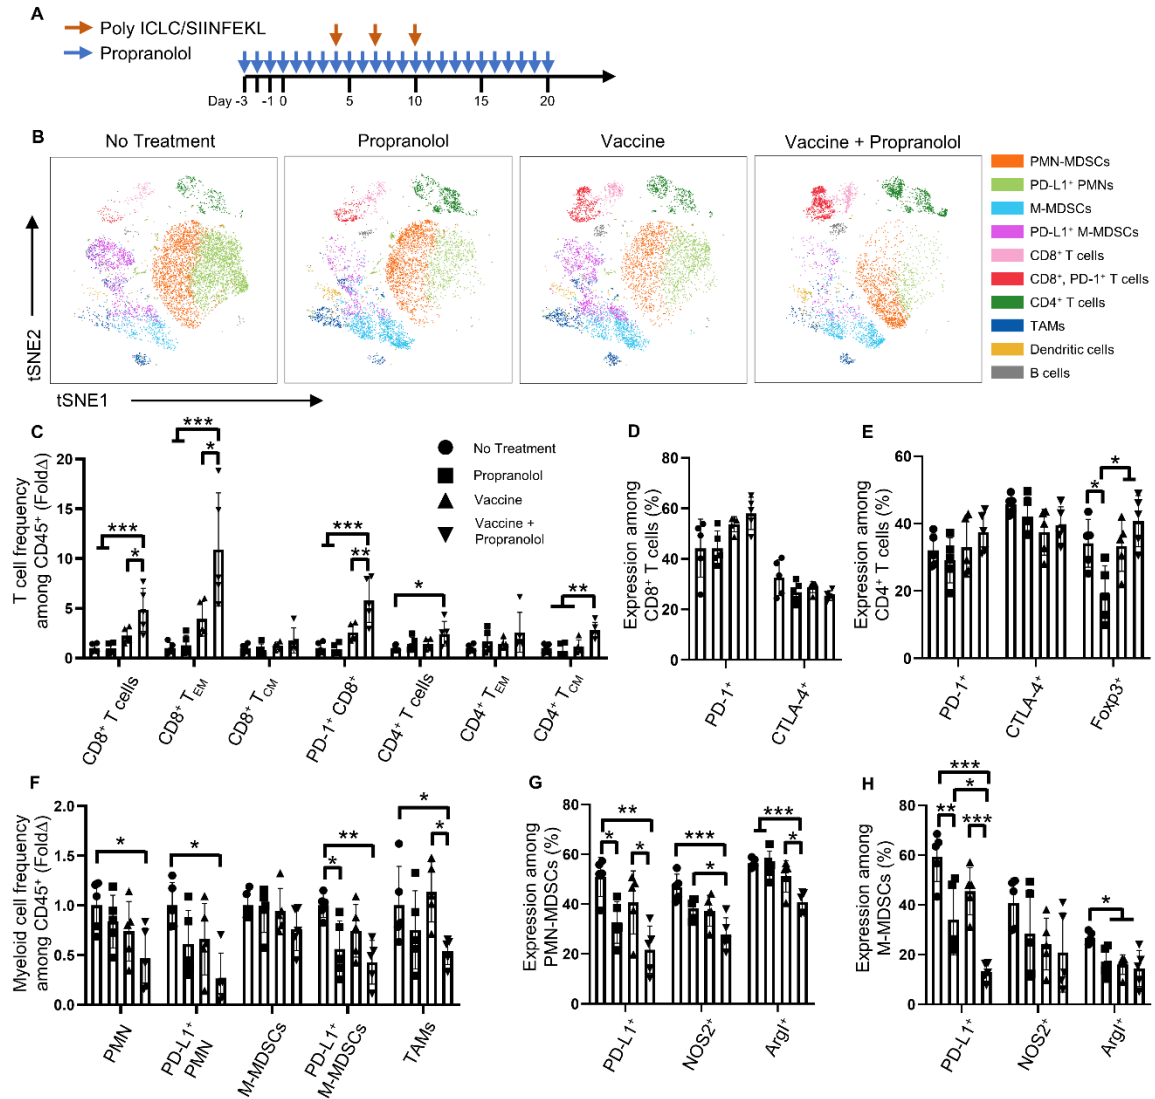 A
Poly ICLC/SIINFEKL
Propranolol
Day -3 -1 0 5 10 15 20
B
No Treatment Propranolol Vaccine Vaccine + Propranolol
tSNE2
tSNE1
PMN-MDSCs
PD-L1⁺ PMNs
M-MDSCs
PD-L1⁺ M-MDSCs
CD8⁺ T cells
CD8⁺, PD-1⁺ T cells
CD4⁺ T cells
TAMs
Dendritic cells
B cells
C
T cell frequency
among CD45⁺ (FoldΔ)
20
15
10
5
0
***
*
***
*
***
**
*
**
No Treatment
Propranolol
Vaccine
Vaccine +
Propranolol
CD8⁺ T cells
CD8⁺ TEM
CD8⁺ TCM
PD-1⁺ CD8⁺
CD4⁺ T cells
CD4⁺ TEM
CD4⁺ TCM
D
Expression among
CD8⁺ T cells (%)
80
60
40
20
0
PD-1⁺
CTLA-4⁺
E
Expression among
CD4⁺ T cells (%)
60
40
20
0
*
*
PD-1⁺
CTLA-4⁺
Foxp3⁺
F
Myeloid cell frequency
among CD45⁺ (FoldΔ)
2.0
1.5
1.0
0.5
0.0
*
*
*
**
*
*
PMN
PD-L1⁺
PMN
M-MDSCs
PD-L1⁺
M-MDSCs
TAMs
G
Expression among
PMN-MDSCs (%)
80
60
40
20
0
**
*
*
***
*
***
*
PD-L1⁺
NOS2⁺
ArgI⁺
H
Expression among
M-MDSCs (%)
80
60
40
20
0
***
*
**
***
*
PD-L1⁺
NOS2⁺
ArgI⁺